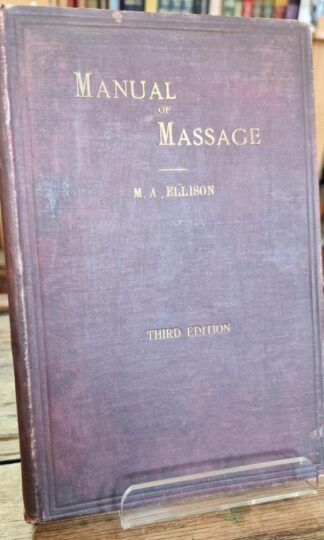 MANUAL
OF
MASSAGE
M. A. ELLISON
THIRD EDITION